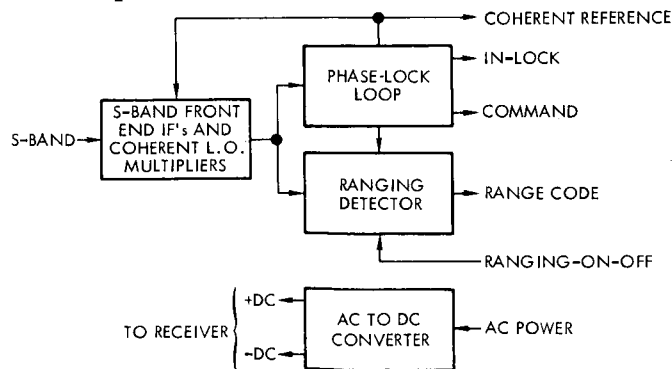 COHERENT REFERENCE
PHASE-LOCK
LOOP
IN-LOCK
COMMAND
S-BAND
S-BAND FRONT
END IF's AND
COHERENT L.O.
MULTIPLIERS
RANGING
DETECTOR
RANGE CODE
RANGING-ON-OFF
TO RECEIVER
+DC
-DC
AC TO DC
CONVERTER
AC POWER